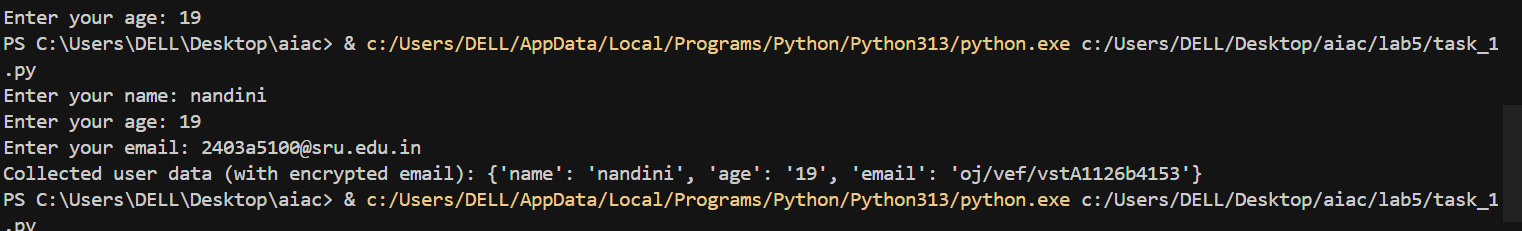 Enter your age: 19
PS C:\Users\DELL\Desktop\aiac> & c:/Users/DELL/AppData/Local/Programs/Python/Python313/python.exe c:/Users/DELL/Desktop/aiac/lab5/task_1
.py
Enter your name: nandini
Enter your age: 19
Enter your email: 2403a5100@sru.edu.in
Collected user data (with encrypted email): {'name': 'nandini', 'age': '19', 'email': 'oj/vef/vstA1126b4153'}
PS C:\Users\DELL\Desktop\aiac> & c:/Users/DELL/AppData/Local/Programs/Python/Python313/python.exe c:/Users/DELL/Desktop/aiac/lab5/task_1
.py